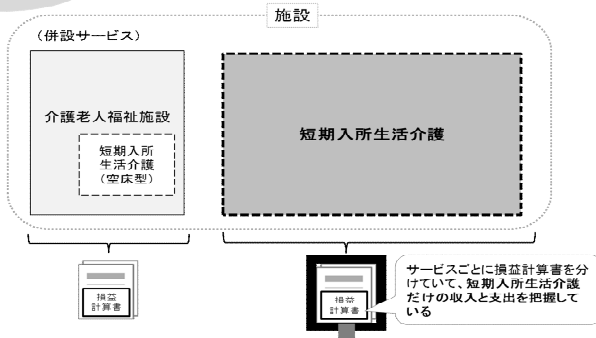 施設
（併設サービス）
介護老人福祉施設
短期入所
生活介護
（空床型）
短期入所生活介護
損益
計算書
損益
計算書
サービスごとに損益計算書を分
けていて、短期入所生活介護
だけの収入と支出を把握して
いる